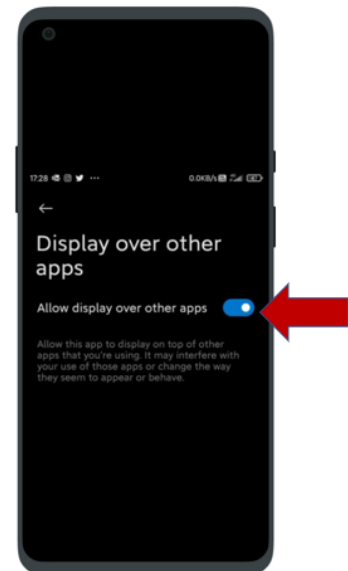 17:28 ···
0.0KB/s
Display over other
apps
Allow display over other apps
Allow this app to display on top of other
apps that you're using. It may interfere with
your use of those apps or change the way
they seem to appear or behave.